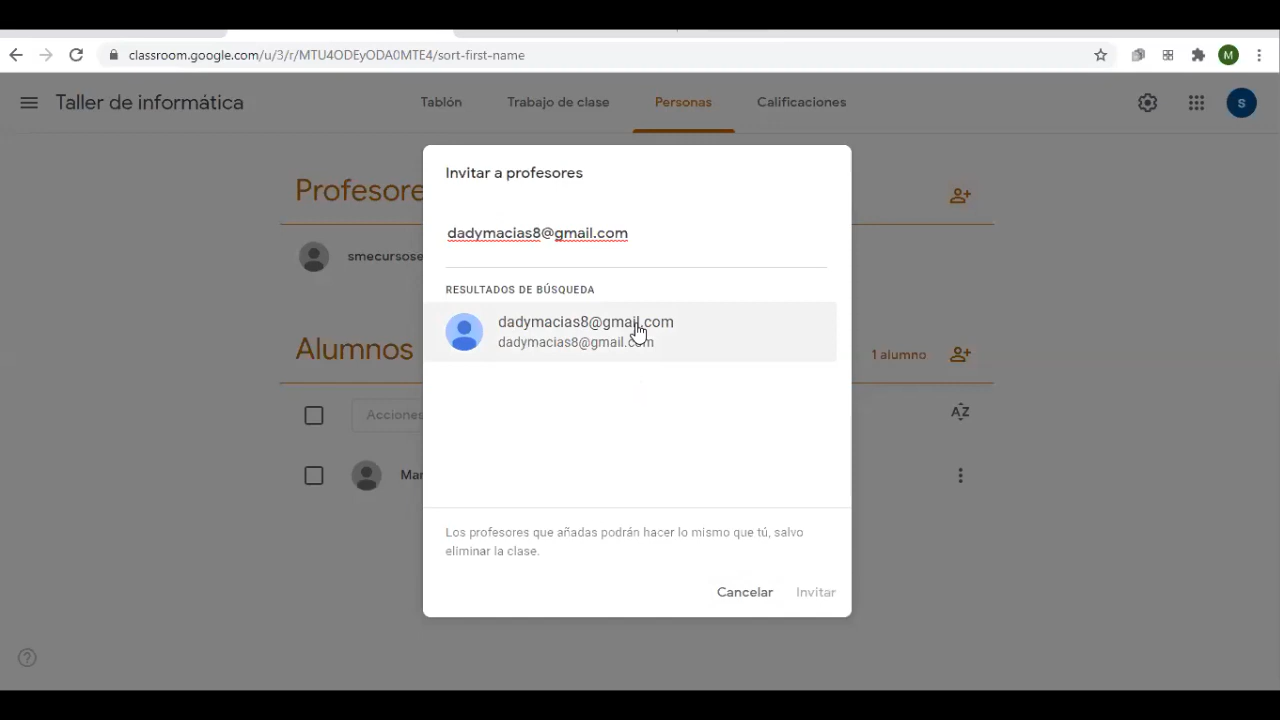 classroom.google.com/u/3/r/MTU4ODEyODA0MTE4/sort-first-name
M
Taller de informática
Tablón
Trabajo de clase
Personas
Calificaciones
S
Invitar a profesores
Profesore
dadymacias8@gmail.com
smecursose
RESULTADOS DE BÚSQUEDA
dadymacias8@gmail.com
dadymacias8@gmail.com
Alumnos
1 alumno
Acciones
AZ
Mar
Los profesores que añadas podrán hacer lo mismo que tú, salvo
eliminar la clase.
Cancelar
Invitar
?